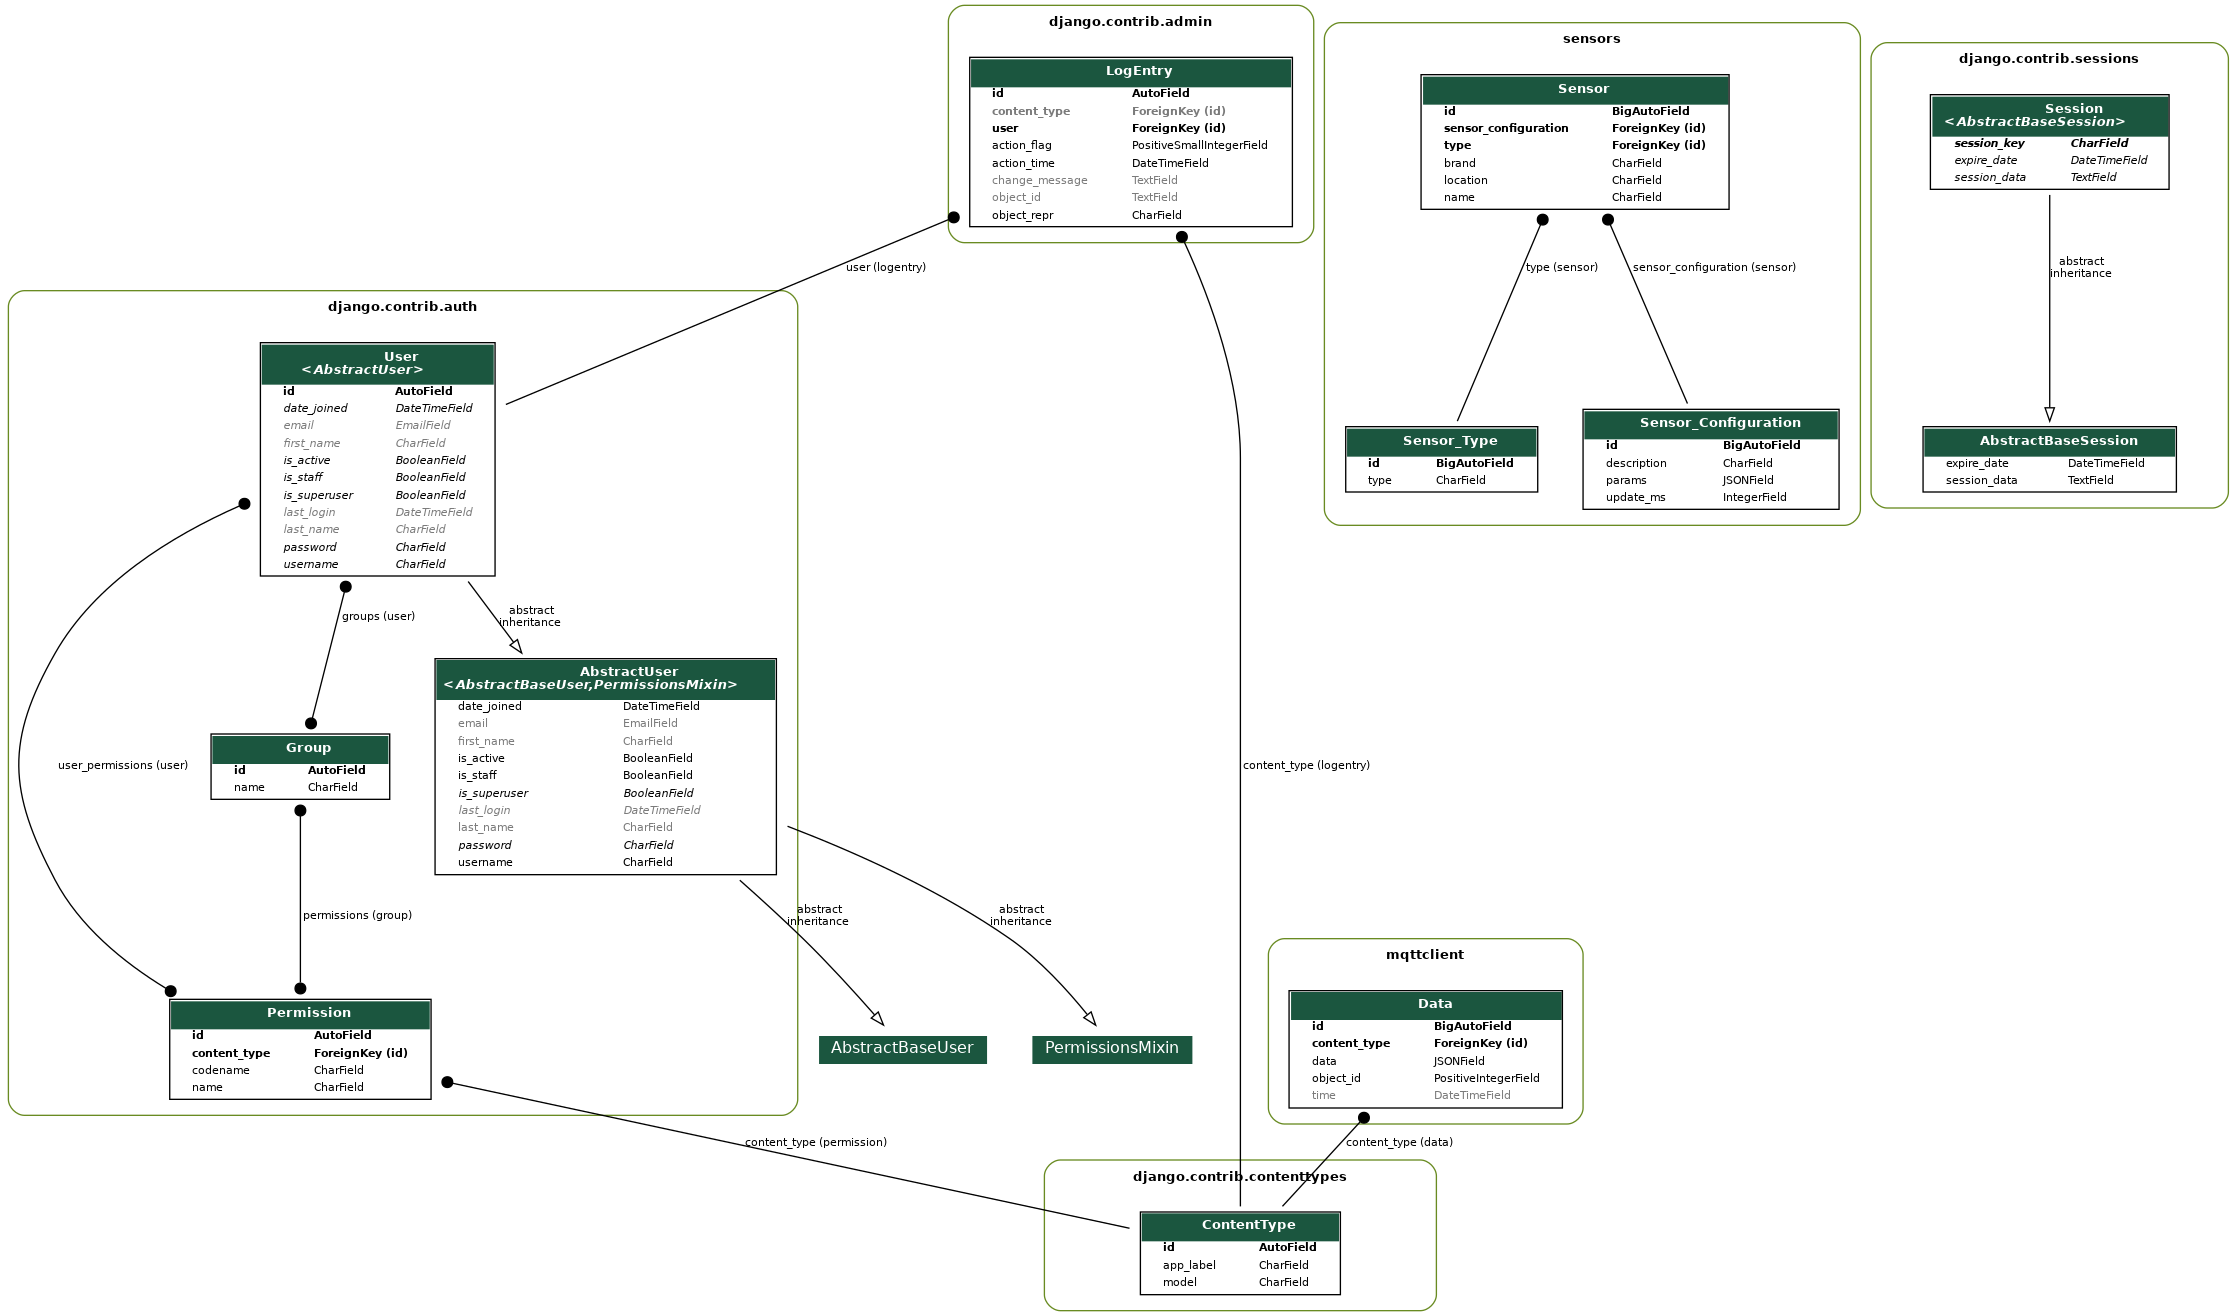 django.contrib.admin
LogEntry
id AutoField
content_type ForeignKey (id)
user ForeignKey (id)
action_flag PositiveSmallIntegerField
action_time DateTimeField
change_message TextField
object_id TextField
object_repr CharField
sensors
Sensor
id BigAutoField
sensor_configuration ForeignKey (id)
type ForeignKey (id)
brand CharField
location CharField
name CharField
type (sensor)
sensor_configuration (sensor)
Sensor_Type
id BigAutoField
type CharField
Sensor_Configuration
id BigAutoField
description CharField
params JSONField
update_ms IntegerField
django.contrib.sessions
Session
<AbstractBaseSession>
session_key CharField
expire_date DateTimeField
session_data TextField
abstract
inheritance
AbstractBaseSession
expire_date DateTimeField
session_data TextField
user (logentry)
django.contrib.auth
User
<AbstractUser>
id AutoField
date_joined DateTimeField
email EmailField
first_name CharField
is_active BooleanField
is_staff BooleanField
is_superuser BooleanField
last_login DateTimeField
last_name CharField
password CharField
username CharField
groups (user)
abstract
inheritance
AbstractUser
<AbstractBaseUser,PermissionsMixin>
date_joined DateTimeField
email EmailField
first_name CharField
is_active BooleanField
is_staff BooleanField
is_superuser BooleanField
last_login DateTimeField
last_name CharField
password CharField
username CharField
user_permissions (user)
Group
id AutoField
name CharField
permissions (group)
abstract
inheritance
abstract
inheritance
Permission
id AutoField
content_type ForeignKey (id)
codename CharField
name CharField
AbstractBaseUser
PermissionsMixin
content_type (logentry)
mqttclient
Data
id BigAutoField
content_type ForeignKey (id)
data JSONField
object_id PositiveIntegerField
time DateTimeField
content_type (permission)
content_type (data)
django.contrib.contenttypes
ContentType
id AutoField
app_label CharField
model CharField